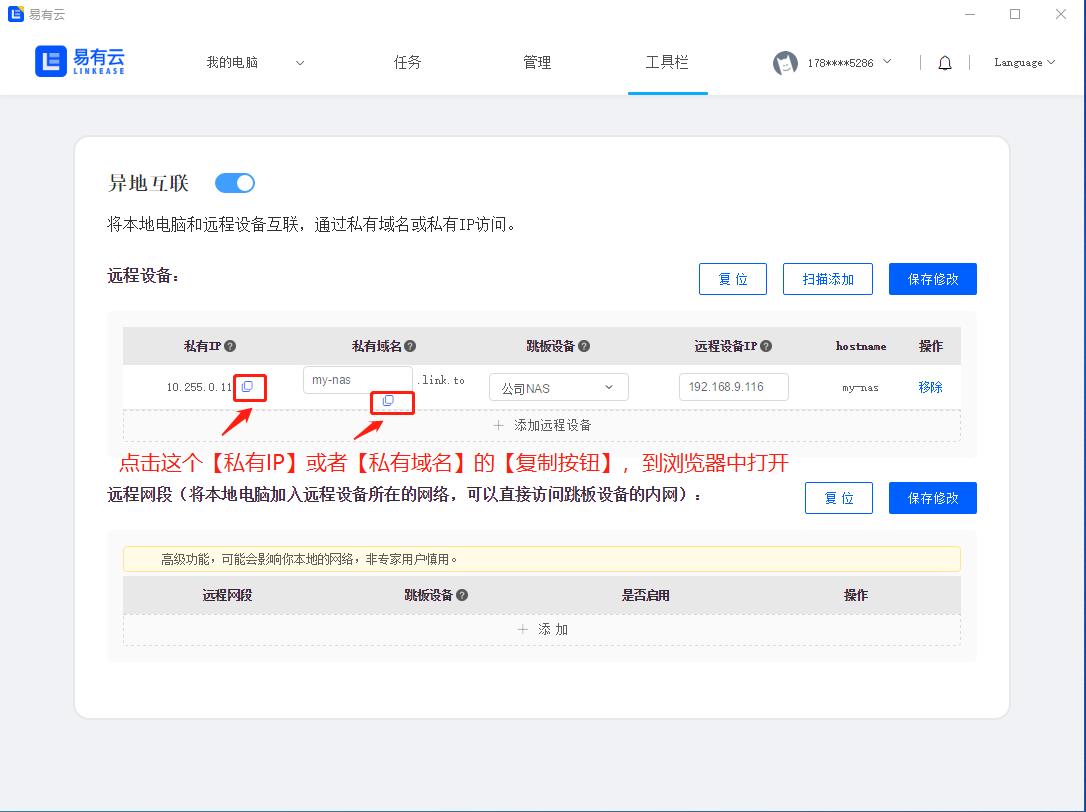 易有云
易有云
LINKEASE
我的电脑
任务
管理
工具栏
178****5286
Language
异地互联
将本地电脑和远程设备互联，通过私有域名或私有IP访问。
远程设备：
复 位
扫描添加
保存修改
私有IP
私有域名
跳板设备
远程设备IP
hostname
操作
10.255.0.11
my-nas
.link.to
公司NAS
192.168.9.116
my-nas
移除
＋ 添加远程设备
点击这个【私有IP】或者【私有域名】的【复制按钮】，到浏览器中打开
远程网段（将本地电脑加入远程设备所在的网络，可以直接访问跳板设备的内网）：
复 位
保存修改
高级功能，可能会影响你本地的网络，非专家用户慎用。
远程网段
跳板设备
是否启用
操作
＋ 添 加